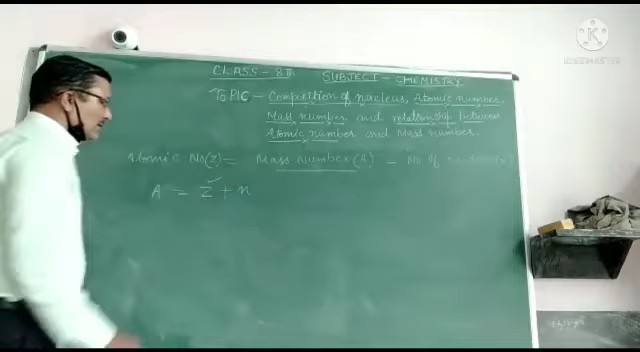 KINEMASTER
CLASS - 8th SUBJECT - CHEMISTRY
TOPIC - Composition of nucleus, Atomic number,
Mass number and relationship between
Atomic number and Mass number.
Atomic No(Z) = Mass Number (A) - No of
A = Z + n